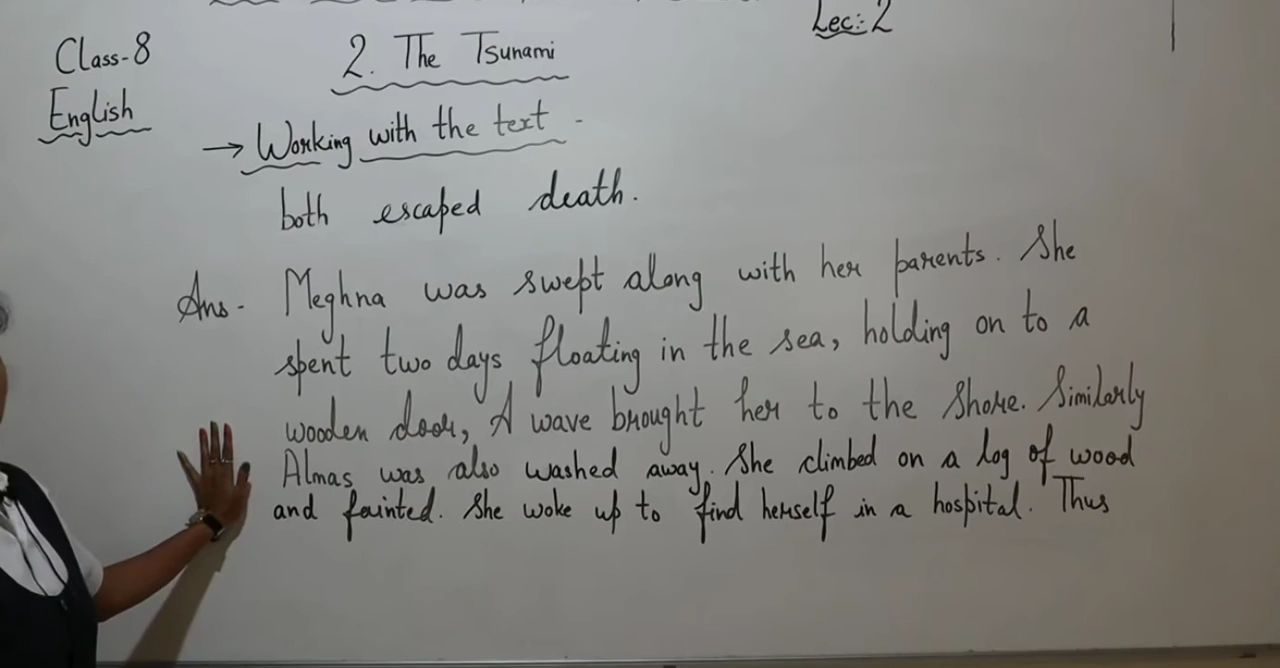 Class-8
English
2. The Tsunami
Lec:- 2
→ Working with the text -
both escaped death.
Ans- Meghna was swept along with her parents. She
spent two days floating in the sea, holding on to a
wooden door, A wave brought her to the shore. Similarly
Almas was also washed away. She climbed on a log of wood
and fainted. She woke up to find herself in a hospital. Thus